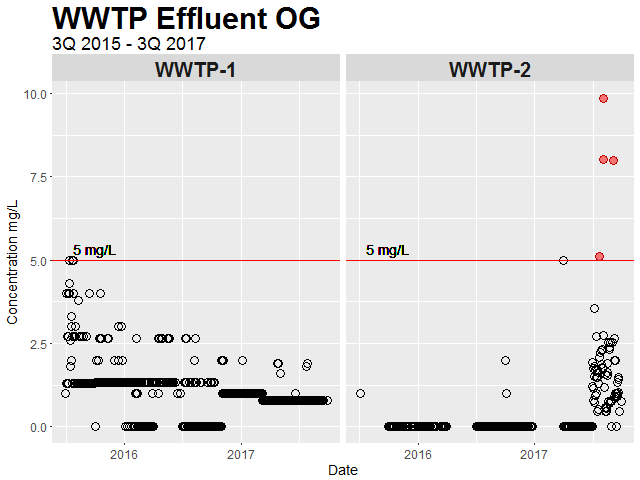 WWTP Effluent OG
3Q 2015 - 3Q 2017
WWTP-1
WWTP-2
10.0
7.5
5.0
2.5
0.0
Concentration mg/L
5 mg/L
5 mg/L
2016
2017
2016
2017
Date